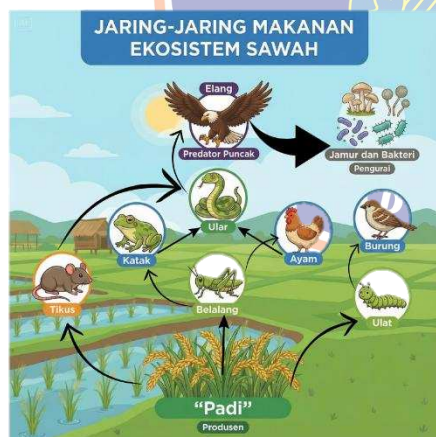 JARING-JARING MAKANAN
EKOSISTEM SAWAH
Elang
Predator Puncak
Jamur dan Bakteri
Pengurai
Ular
Katak
Ayam
Burung
Tikus
Belalang
Ulat
"Padi"
Produsen